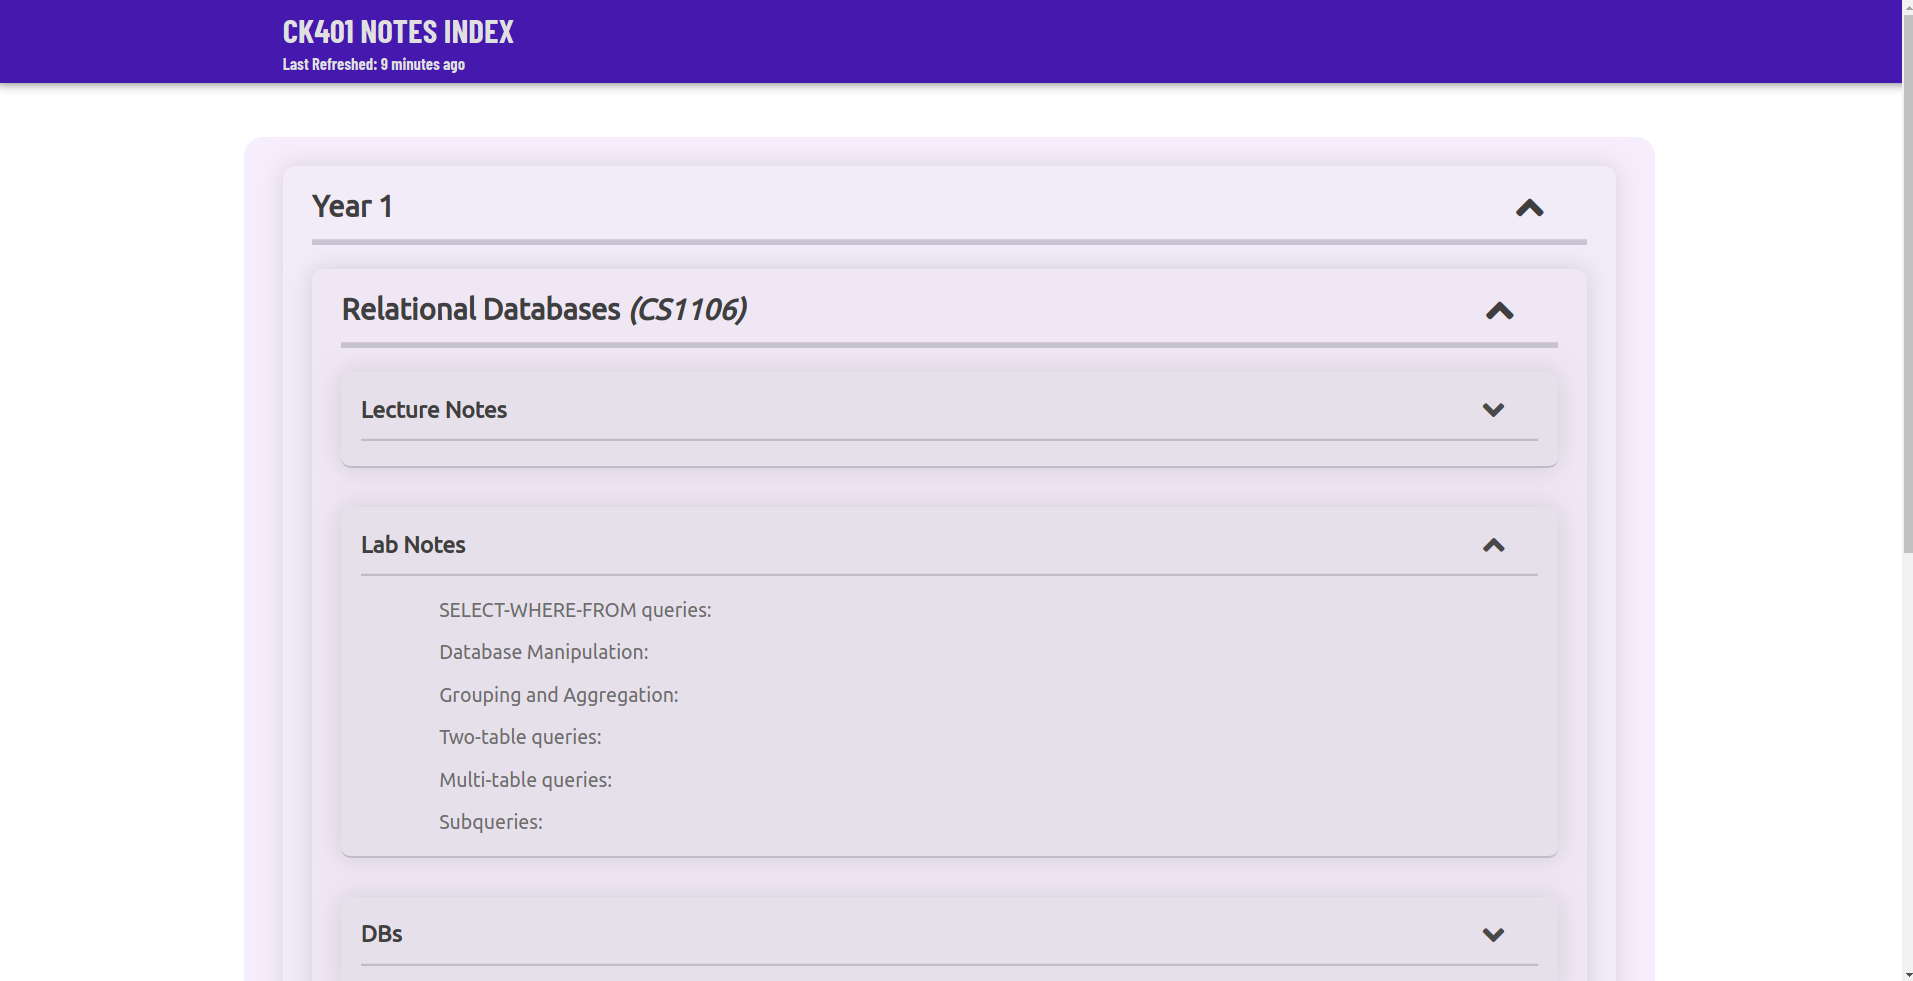 CK401 NOTES INDEX
Last Refreshed: 9 minutes ago
Year 1
Relational Databases (CS1106)
Lecture Notes
Lab Notes
SELECT-WHERE-FROM queries:
Database Manipulation:
Grouping and Aggregation:
Two-table queries:
Multi-table queries:
Subqueries:
DBs